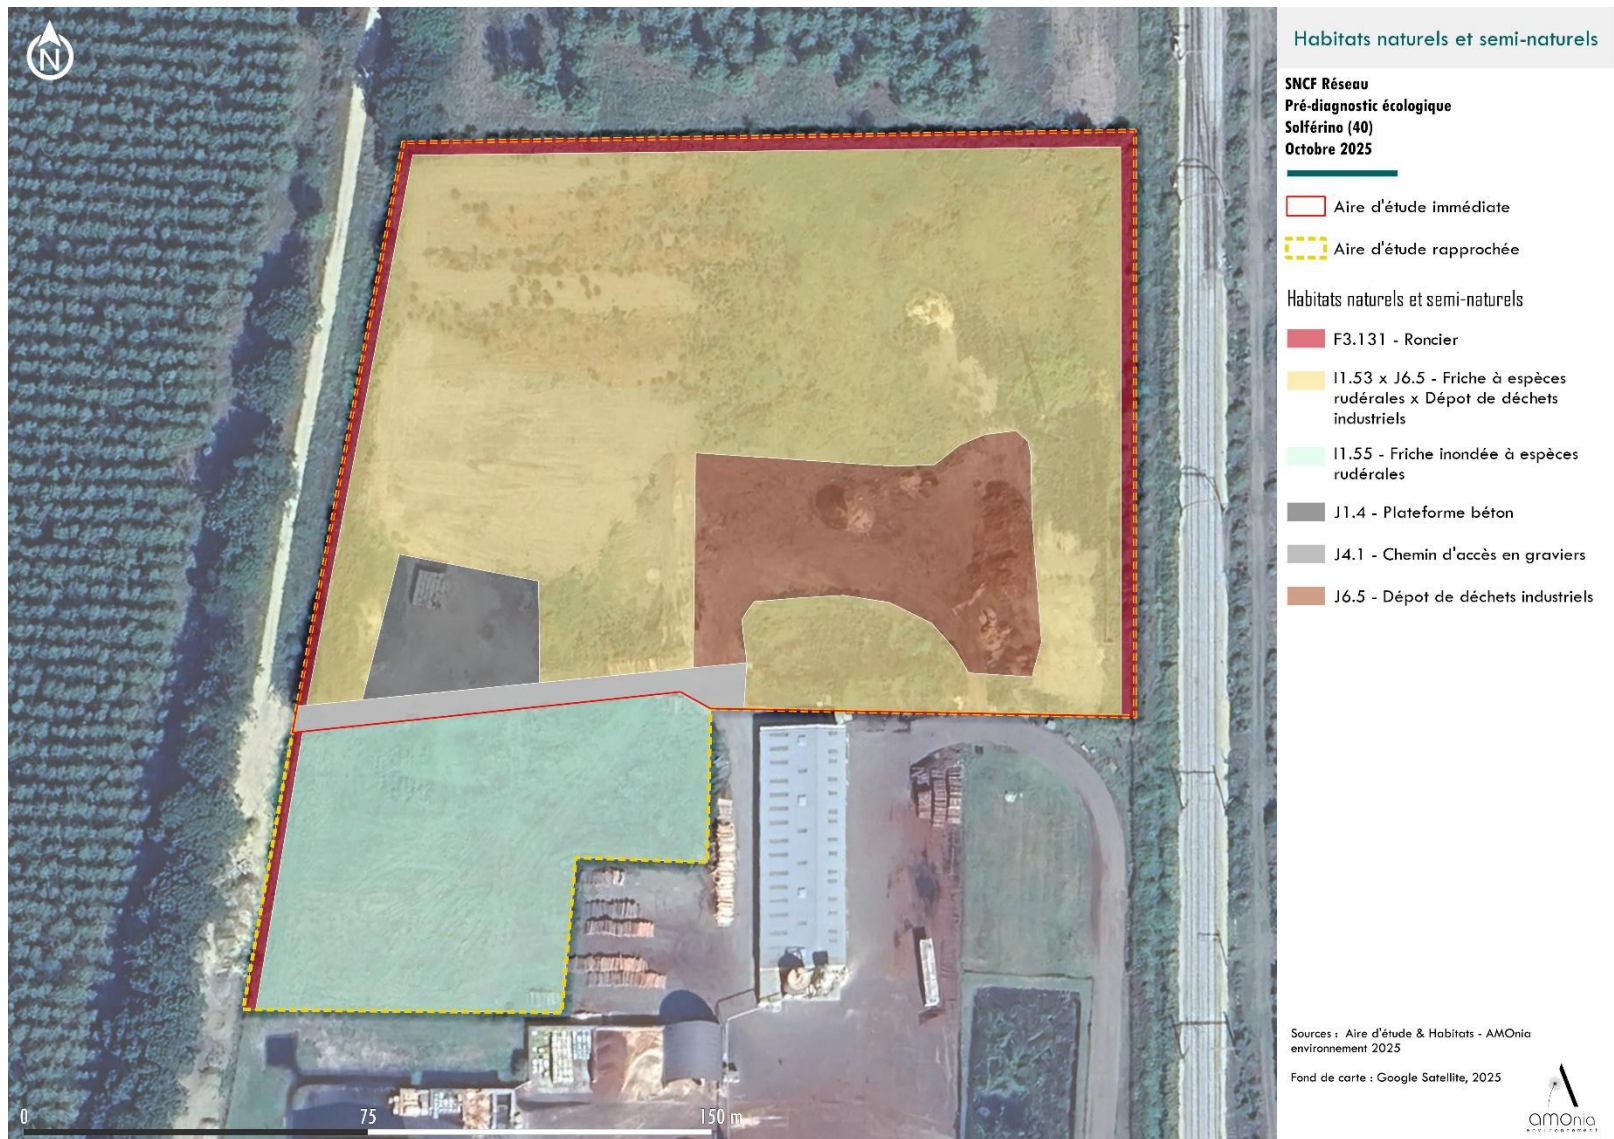 N
Habitats naturels et semi-naturels
SNCF Réseau
Pré-diagnostic écologique
Solférino (40)
Octobre 2025
Aire d'étude immédiate
Aire d'étude rapprochée
Habitats naturels et semi-naturels
F3.131 - Roncier
I1.53 x J6.5 - Friche à espèces
rudérales x Dépot de déchets
industriels
I1.55 - Friche inondée à espèces
rudérales
J1.4 - Plateforme béton
J4.1 - Chemin d'accès en graviers
J6.5 - Dépot de déchets industriels
Sources : Aire d'étude & Habitats - AMOnia
environnement 2025
Fond de carte : Google Satellite, 2025
amOnia
environnement
0 75 150 m